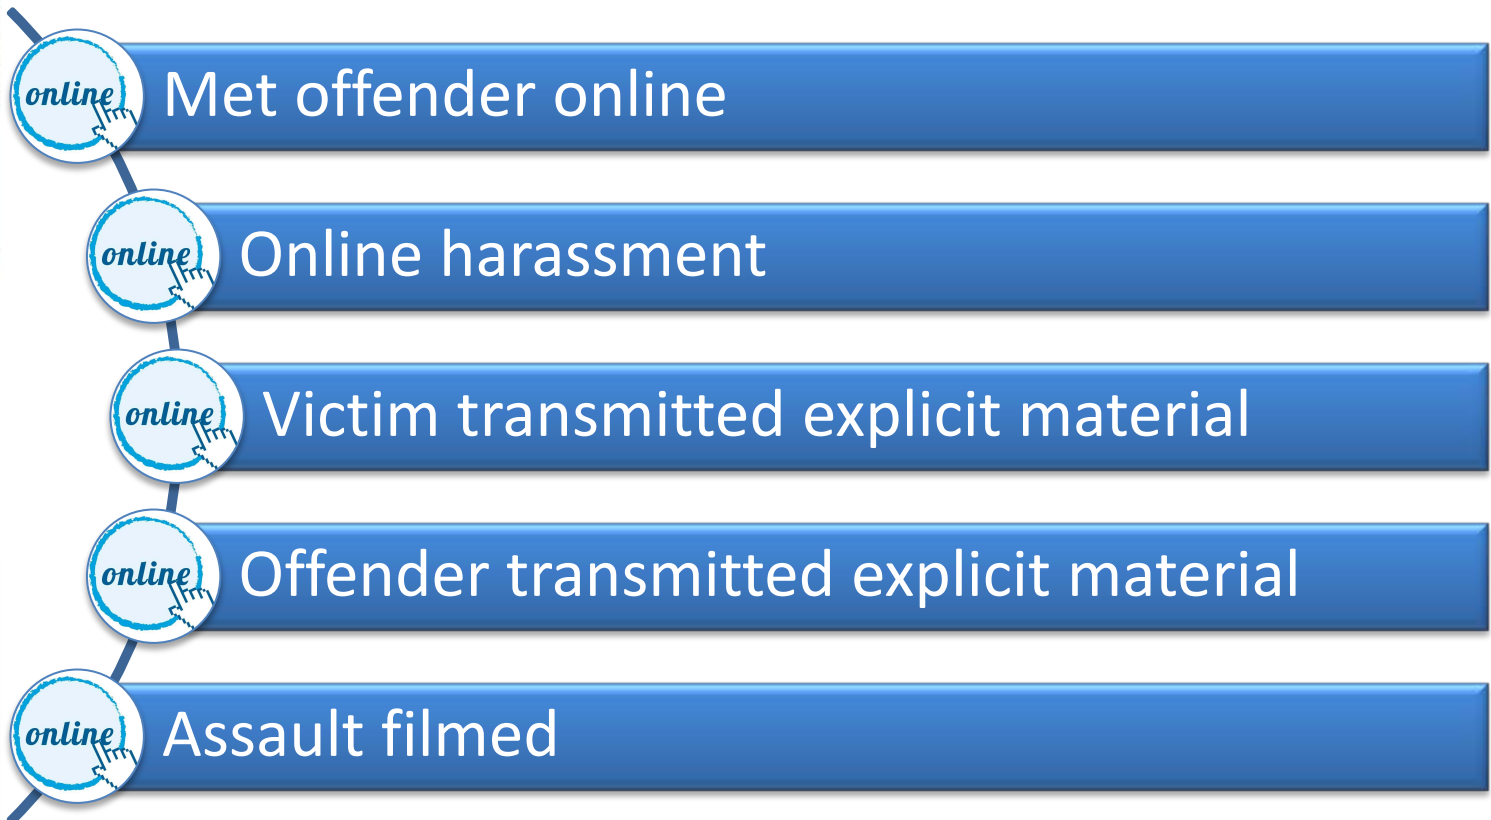 online
Met offender online
online
Online harassment
online
Victim transmitted explicit material
online
Offender transmitted explicit material
online
Assault filmed